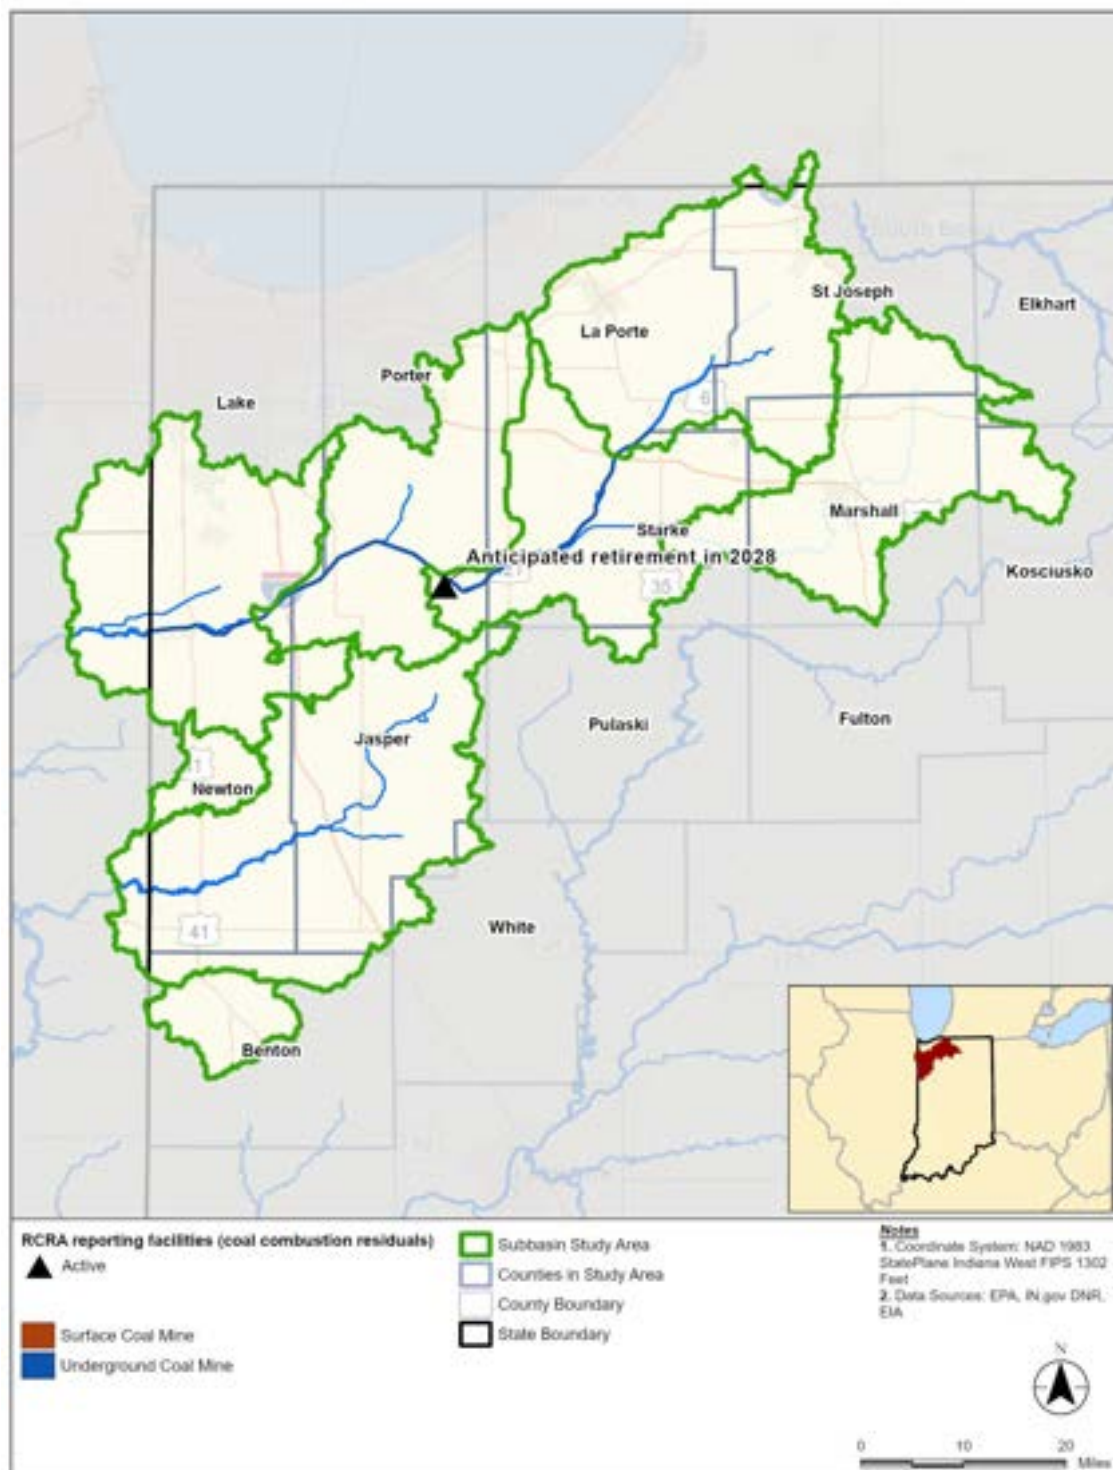 St Joseph
Elkhart
La Porte
Porter
Lake
6
Marshall
Starke
Anticipated retirement in 2028
Kosciusko
35
Pulaski
Fulton
Jasper
Newton
White
41
Benton
RCRA reporting facilities (coal combustion residuals)
Active
Surface Coal Mine
Underground Coal Mine
Subbasin Study Area
Counties in Study Area
County Boundary
State Boundary
Notes
1. Coordinate System: NAD 1983
StatePlane Indiana West FIPS 1302
Feet
2. Data Sources: EPA, IN.gov DNR,
EIA
N
0 10 20
Miles